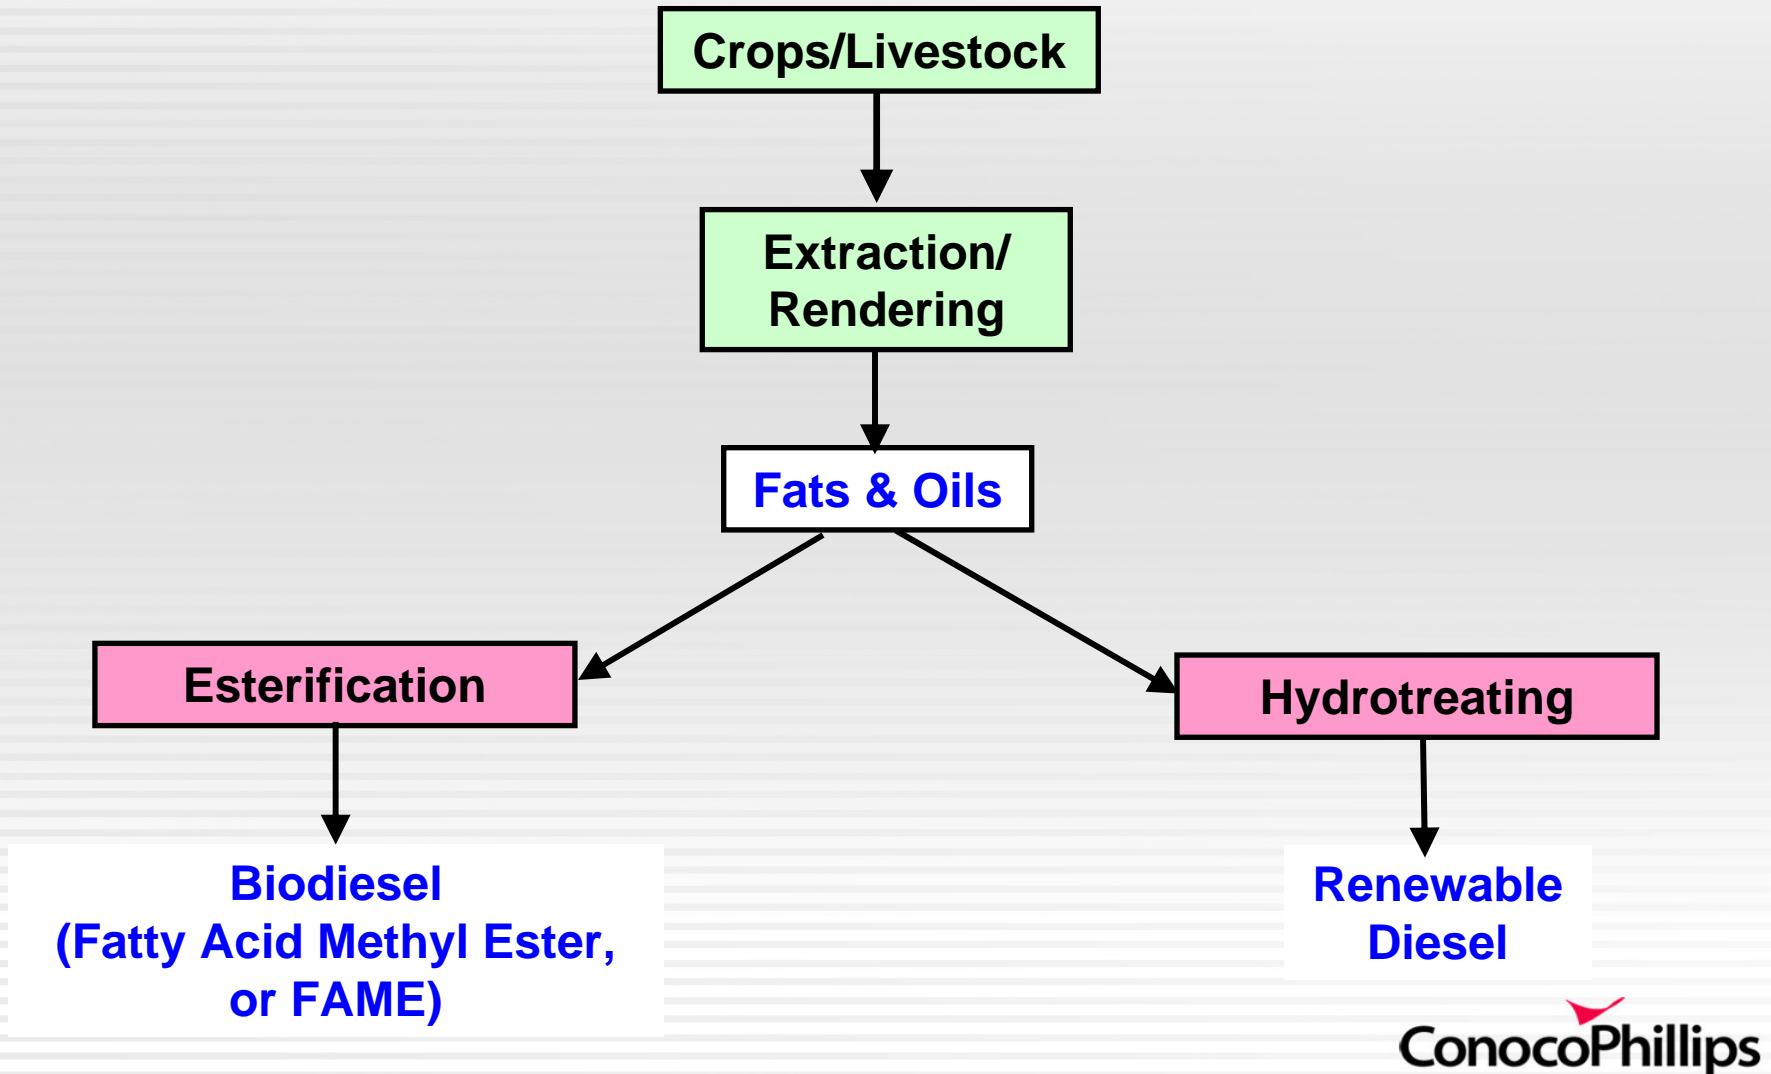 Crops/Livestock
Extraction/
Rendering
Fats & Oils
Esterification
Hydrotreating
Biodiesel
(Fatty Acid Methyl Ester,
or FAME)
Renewable
Diesel
ConocoPhillips